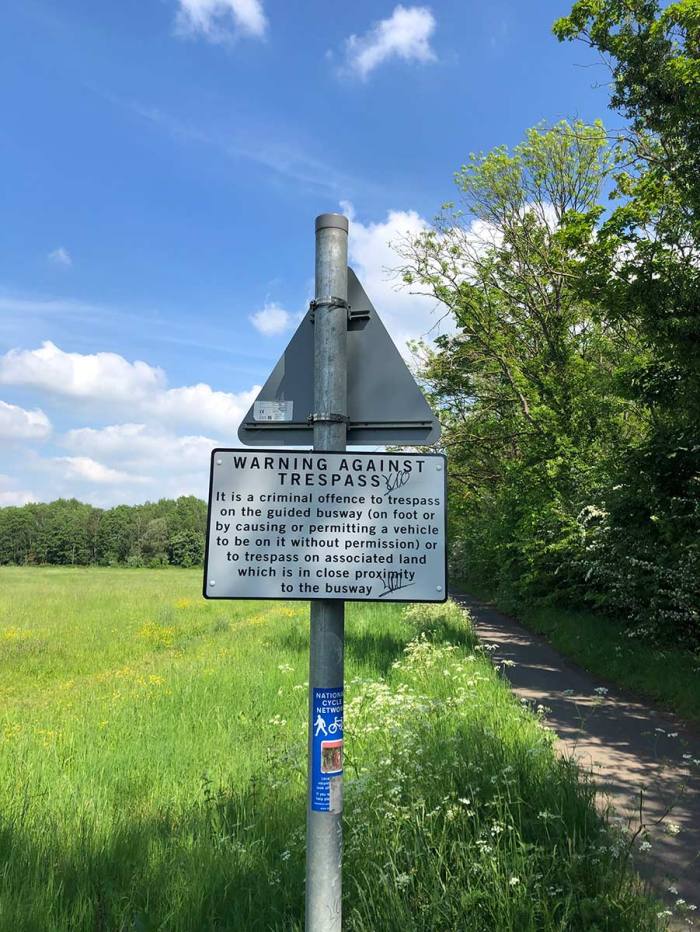 WARNING AGAINST
TRESPASS
It is a criminal offence to trespass
on the guided busway (on foot or
by causing or permitting a vehicle
to be on it without permission) or
to trespass on associated land
which is in close proximity
to the busway
NATIONAL
CYCLE
NETWORK